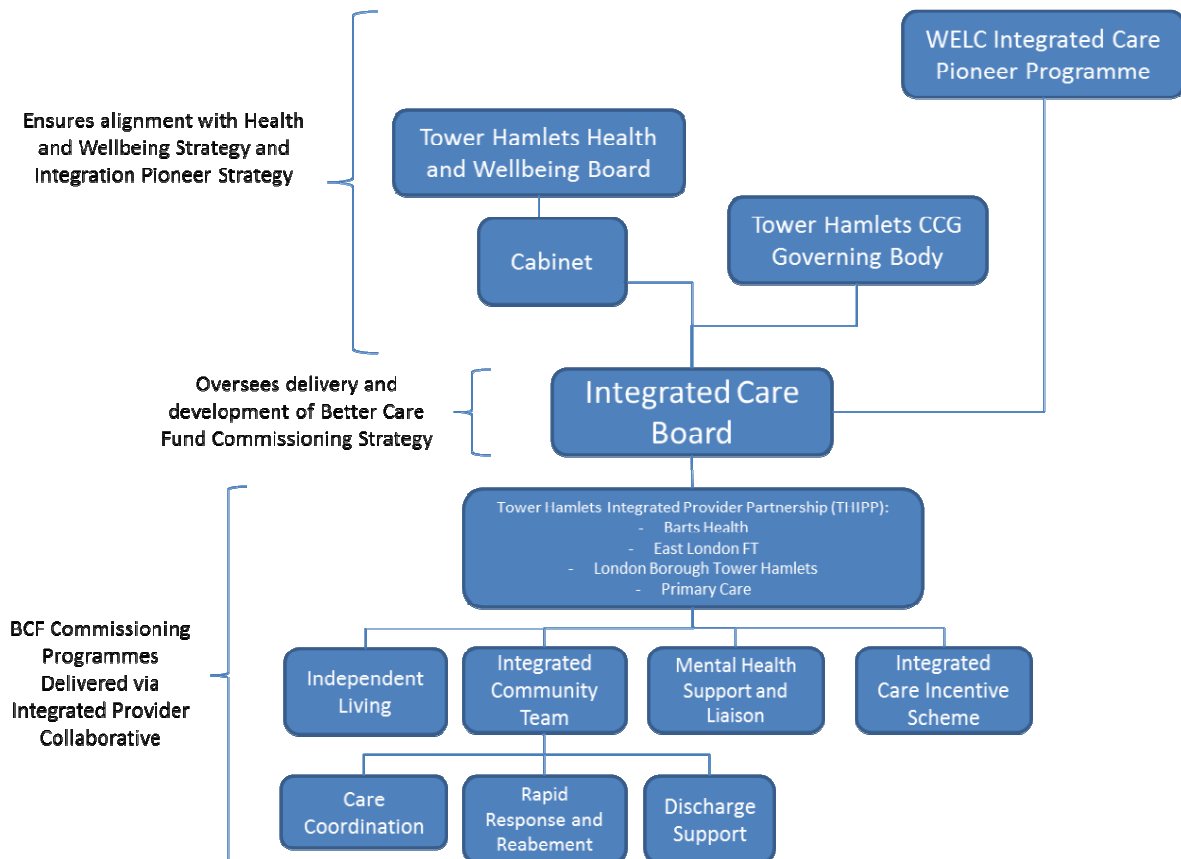 WELC Integrated Care
Pioneer Programme
Ensures alignment with Health
and Wellbeing Strategy and
Integration Pioneer Strategy
Tower Hamlets Health
and Wellbeing Board
Tower Hamlets CCG
Governing Body
Cabinet
Oversees delivery and
development of Better Care
Fund Commissioning Strategy
Integrated Care
Board
Tower Hamlets Integrated Provider Partnership (THIPP):
- Barts Health
- East London FT
- London Borough Tower Hamlets
- Primary Care
BCF Commissioning
Programmes
Delivered via
Integrated Provider
Collaborative
Independent
Living
Integrated
Community
Team
Mental Health
Support and
Liaison
Integrated
Care Incentive
Scheme
Care
Coordination
Rapid
Response and
Reabement
Discharge
Support